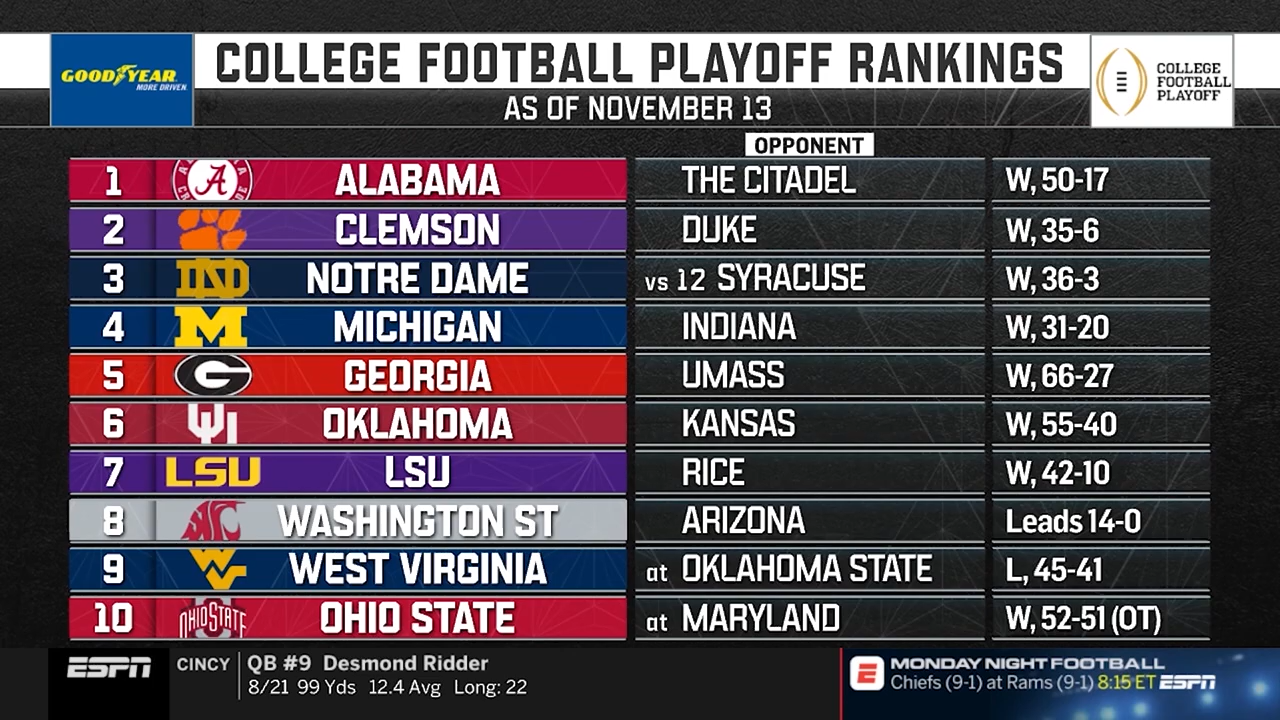 GOODYEAR
MORE DRIVEN.
COLLEGE FOOTBALL PLAYOFF RANKINGS
AS OF NOVEMBER 13
COLLEGE
FOOTBALL
PLAYOFF
OPPONENT
1 A ALABAMA THE CITADEL W, 50-17
2 CLEMSON DUKE W, 35-6
3 ND NOTRE DAME vs 12 SYRACUSE W, 36-3
4 M MICHIGAN INDIANA W, 31-20
5 G GEORGIA UMASS W, 66-27
6 OU OKLAHOMA KANSAS W, 55-40
7 LSU LSU RICE W, 42-10
8 WASHINGTON ST ARIZONA Leads 14-0
9 WV WEST VIRGINIA at OKLAHOMA STATE L, 45-41
10 OHIO STATE OHIO STATE at MARYLAND W, 52-51 (OT)
ESPN CINCY QB #9 Desmond Ridder
8/21 99 Yds 12.4 Avg Long: 22
E MONDAY NIGHT FOOTBALL
Chiefs (9-1) at Rams (9-1) 8:15 ET ESPN